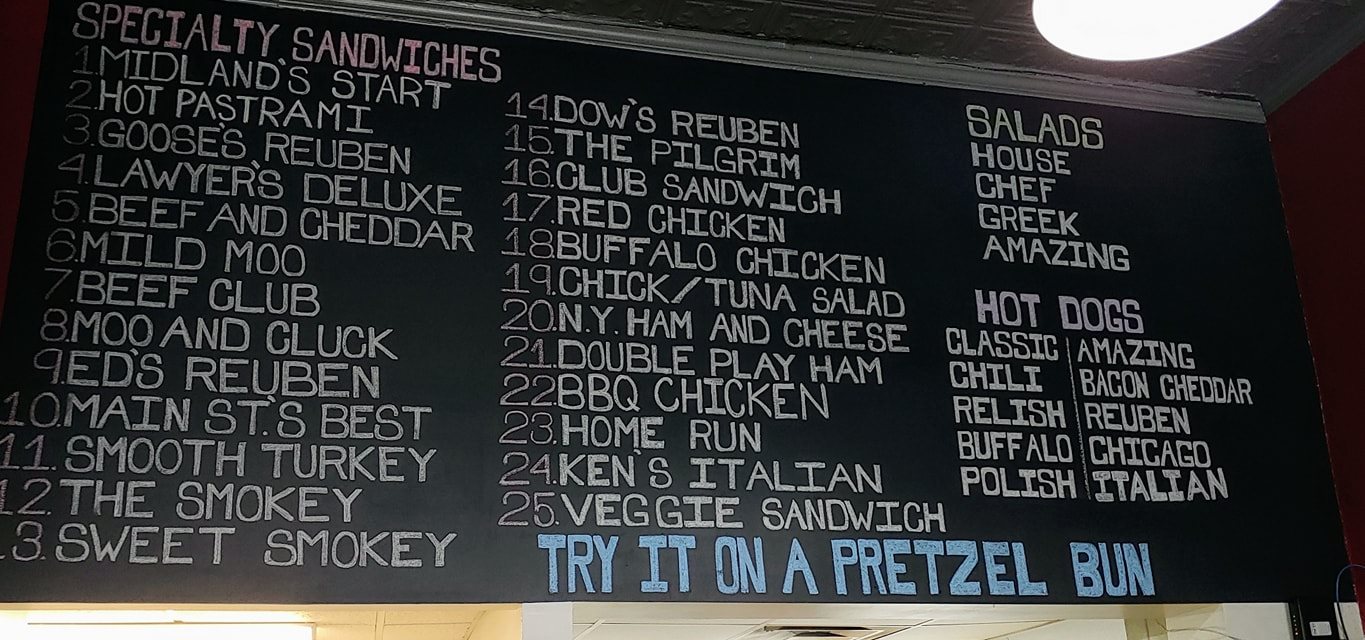 SPECIALTY SANDWICHES
1.MIDLAND'S START
2.HOT PASTRAMI
3.GOOSE'S REUBEN
4.LAWYER'S DELUXE
5.BEEF AND CHEDDAR
6.MILD MOO
7.BEEF CLUB
8.MOO AND CLUCK
9.ED'S REUBEN
10.MAIN ST.'S BEST
11.SMOOTH TURKEY
12.THE SMOKEY
13.SWEET SMOKEY
14.DOW'S REUBEN
15.THE PILGRIM
16.CLUB SANDWICH
17.RED CHICKEN
18.BUFFALO CHICKEN
19.CHICK/TUNA SALAD
20.N.Y. HAM AND CHEESE
21.DOUBLE PLAY HAM
22.BBQ CHICKEN
23.HOME RUN
24.KEN'S ITALIAN
25.VEGGIE SANDWICH
SALADS
HOUSE
CHEF
GREEK
AMAZING
HOT DOGS
CLASSIC AMAZING
CHILI BACON CHEDDAR
RELISH REUBEN
BUFFALO CHICAGO
POLISH ITALIAN
TRY IT ON A PRETZEL BUN